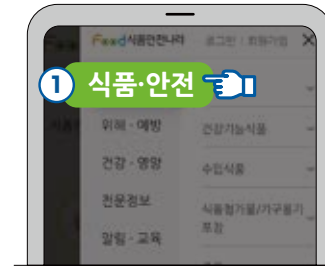 Food식품안전나라 로그인 | 회원가입 X
① 식품·안전
위해·예방 건강기능식품
건강·영양 수입식품
전문정보 식품첨가물/기구용기
포장
알림·교육